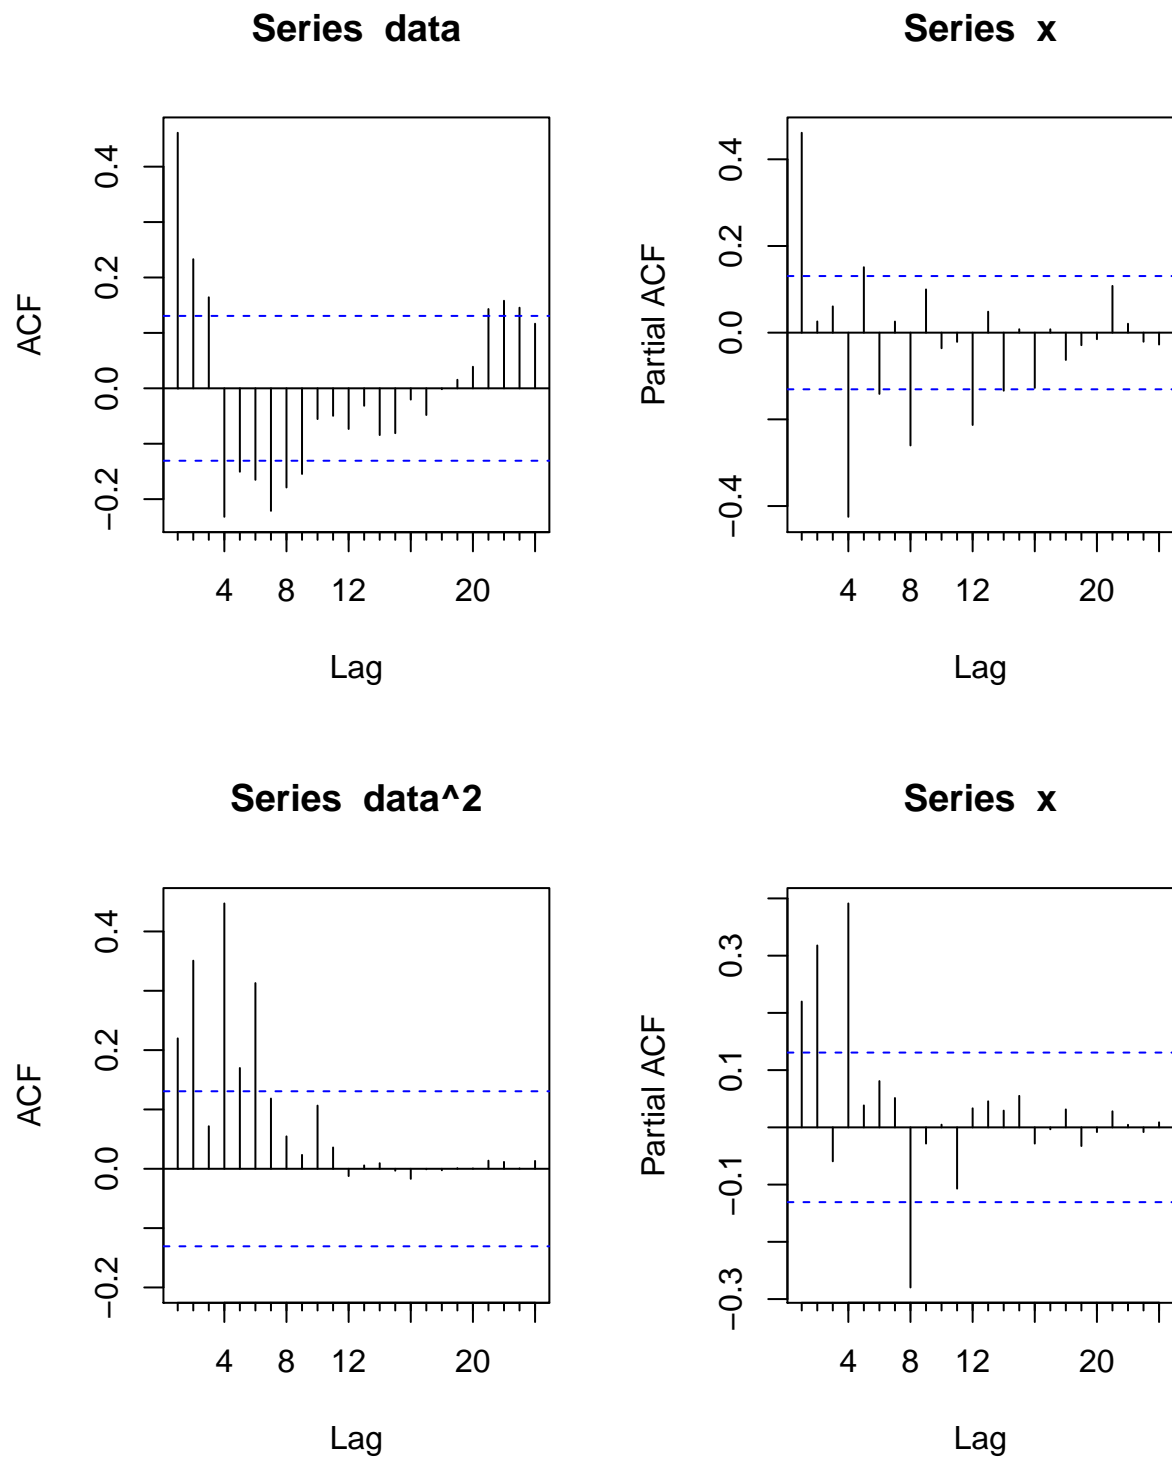 Series data
ACF
0.4
0.2
0.0
−0.2
4 8 12 20
Lag
Series x
Partial ACF
0.4
0.2
0.0
−0.4
4 8 12 20
Lag
Series data^2
ACF
0.4
0.2
0.0
−0.2
4 8 12 20
Lag
Series x
Partial ACF
0.3
0.1
−0.1
−0.3
4 8 12 20
Lag